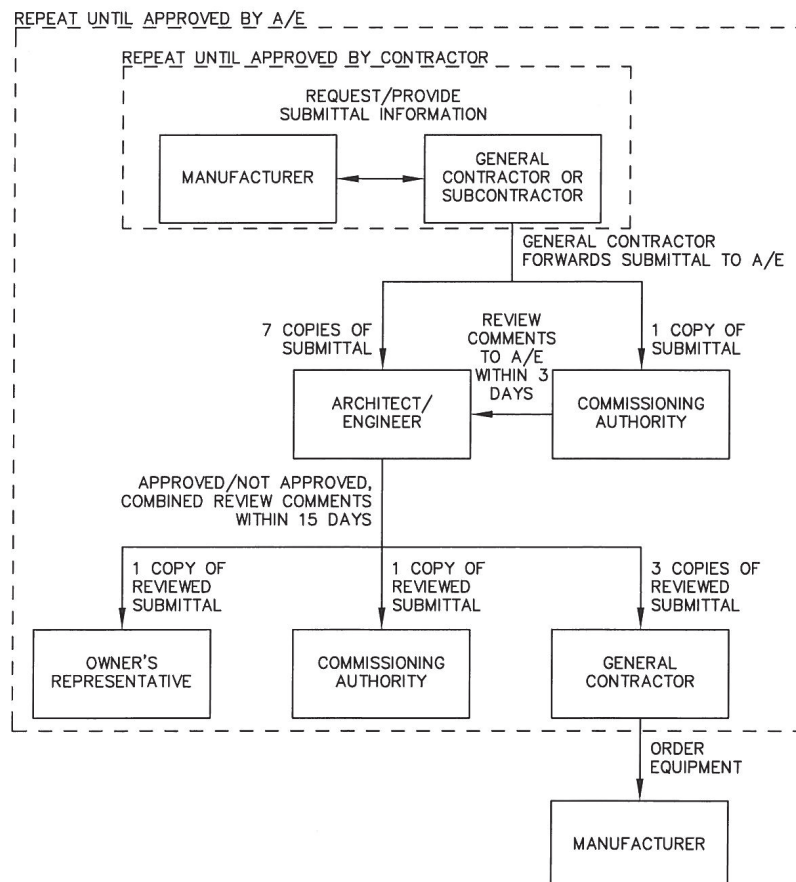 REPEAT UNTIL APPROVED BY A/E
REPEAT UNTIL APPROVED BY CONTRACTOR
REQUEST/PROVIDE
SUBMITTAL INFORMATION
MANUFACTURER
GENERAL
CONTRACTOR OR
SUBCONTRACTOR
GENERAL CONTRACTOR
FORWARDS SUBMITTAL TO A/E
7 COPIES OF
SUBMITTAL
REVIEW
COMMENTS
TO A/E
WITHIN 3
DAYS
1 COPY OF
SUBMITTAL
ARCHITECT/
ENGINEER
COMMISSIONING
AUTHORITY
APPROVED/NOT APPROVED,
COMBINED REVIEW COMMENTS
WITHIN 15 DAYS
1 COPY OF
REVIEWED
SUBMITTAL
1 COPY OF
REVIEWED
SUBMITTAL
3 COPIES OF
REVIEWED
SUBMITTAL
OWNER'S
REPRESENTATIVE
COMMISSIONING
AUTHORITY
GENERAL
CONTRACTOR
ORDER
EQUIPMENT
MANUFACTURER